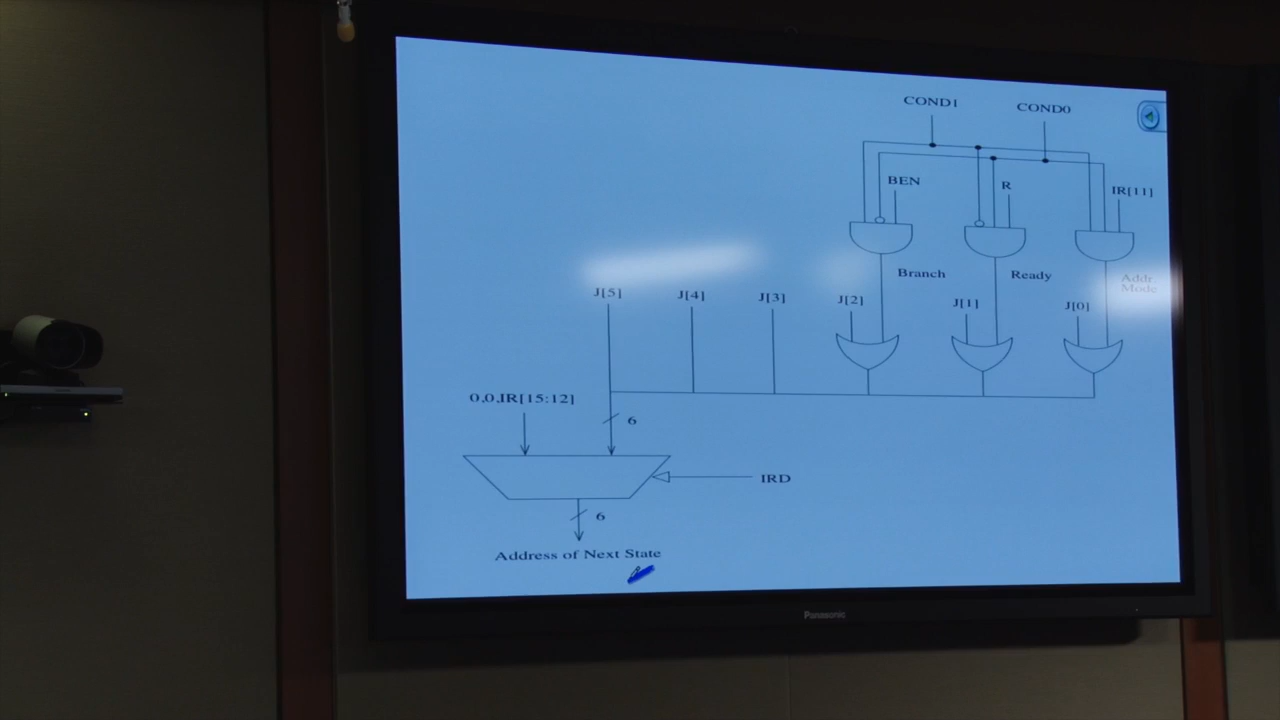 COND1 COND0
BEN R IR[11]
Branch Ready Addr
Mode
J[5] J[4] J[3] J[2] J[1] J[0]
0,0,IR[15:12]
6
IRD
6
Address of Next State
Panasonic